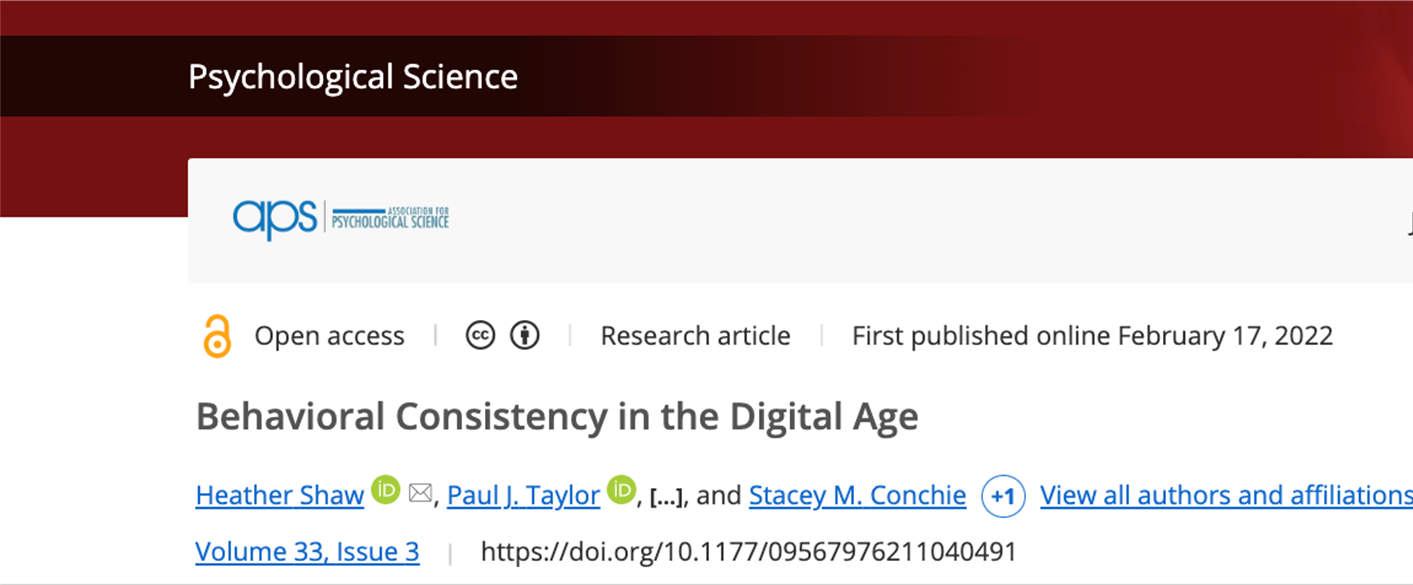 Psychological Science
aps ASSOCIATION FOR
PSYCHOLOGICAL SCIENCE
Open access | cc | Research article | First published online February 17, 2022
Behavioral Consistency in the Digital Age
Heather Shaw iD, Paul J. Taylor iD, [...], and Stacey M. Conchie +1 View all authors and affiliations
Volume 33, Issue 3 | https://doi.org/10.1177/09567976211040491